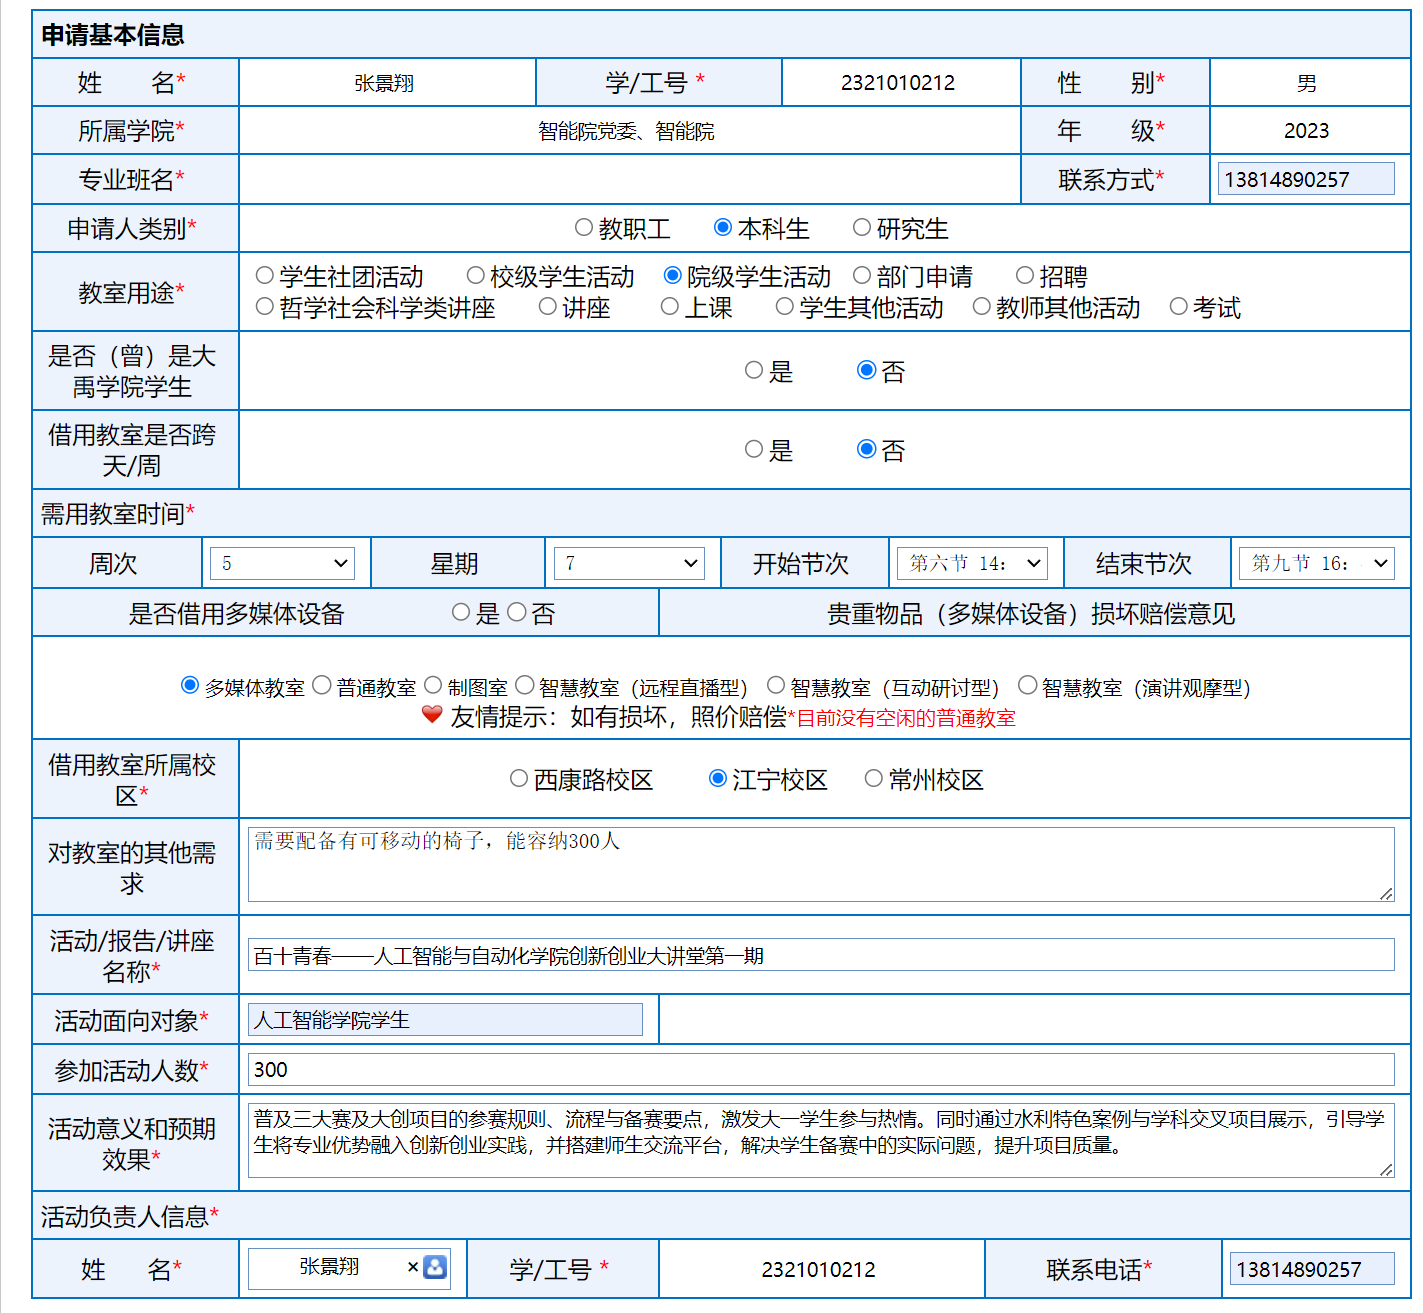 申请基本信息
姓 名* 张景翔 学/工号 * 2321010212 性 别* 男
所属学院* 智能院党委、智能院 年 级* 2023
专业班名* 联系方式* 13814890257
申请人类别* 教职工 本科生 研究生
教室用途* 学生社团活动 校级学生活动 院级学生活动 部门申请 招聘
哲学社会科学类讲座 讲座 上课 学生其他活动 教师其他活动 考试
是否（曾）是大
禹学院学生 是 否
借用教室是否跨
天/周 是 否
需用教室时间*
周次 5 星期 7 开始节次 第六节 14: 结束节次 第九节 16:
是否借用多媒体设备 是 否 贵重物品（多媒体设备）损坏赔偿意见
多媒体教室 普通教室 制图室 智慧教室（远程直播型） 智慧教室（互动研讨型） 智慧教室（演讲观摩型）
友情提示：如有损坏，照价赔偿*目前没有空闲的普通教室
借用教室所属校
区* 西康路校区 江宁校区 常州校区
对教室的其他需
求 需要配备有可移动的椅子，能容纳300人
活动/报告/讲座
名称* 百十青春——人工智能与自动化学院创新创业大讲堂第一期
活动面向对象* 人工智能学院学生
参加活动人数* 300
活动意义和预期
效果* 普及三大赛及大创项目的参赛规则、流程与备赛要点，激发大一学生参与热情。同时通过水利特色案例与学科交叉项目展示，引导学
生将专业优势融入创新创业实践，并搭建师生交流平台，解决学生备赛中的实际问题，提升项目质量。
活动负责人信息*
姓 名* 张景翔 × 学/工号 * 2321010212 联系电话* 13814890257